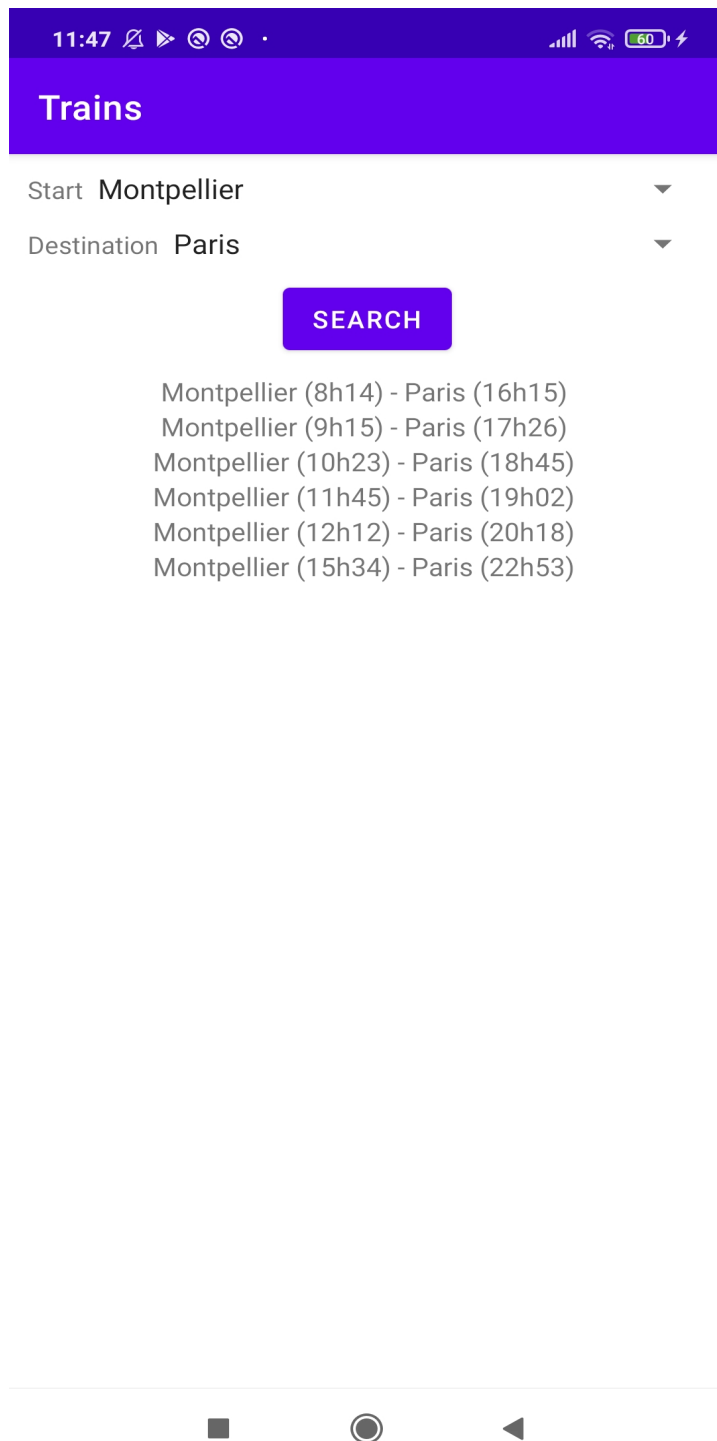 11:47
60
Trains
Start Montpellier
Destination Paris
SEARCH
Montpellier (8h14) - Paris (16h15)
Montpellier (9h15) - Paris (17h26)
Montpellier (10h23) - Paris (18h45)
Montpellier (11h45) - Paris (19h02)
Montpellier (12h12) - Paris (20h18)
Montpellier (15h34) - Paris (22h53)